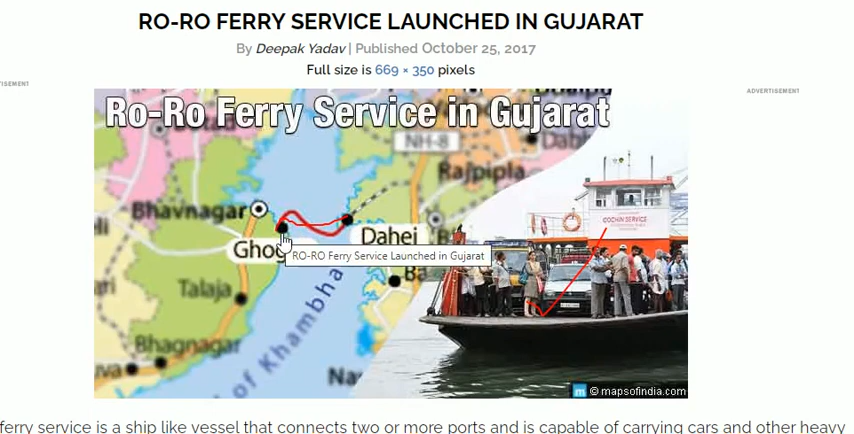 RO-RO FERRY SERVICE LAUNCHED IN GUJARAT
By Deepak Yadav | Published October 25, 2017
Full size is 669 × 350 pixels
ADVERTISEMENT
Ro-Ro Ferry Service in Gujarat
NH-8
Rajpipla
Bhavnagar
COCHIN SERVICE
Dahej
RO-RO Ferry Service Launched in Gujarat
Talaja
of Khambha
Bhagnagar
m © mapsofindia.com
ferry service is a ship like vessel that connects two or more ports and is capable of carrying cars and other heavy